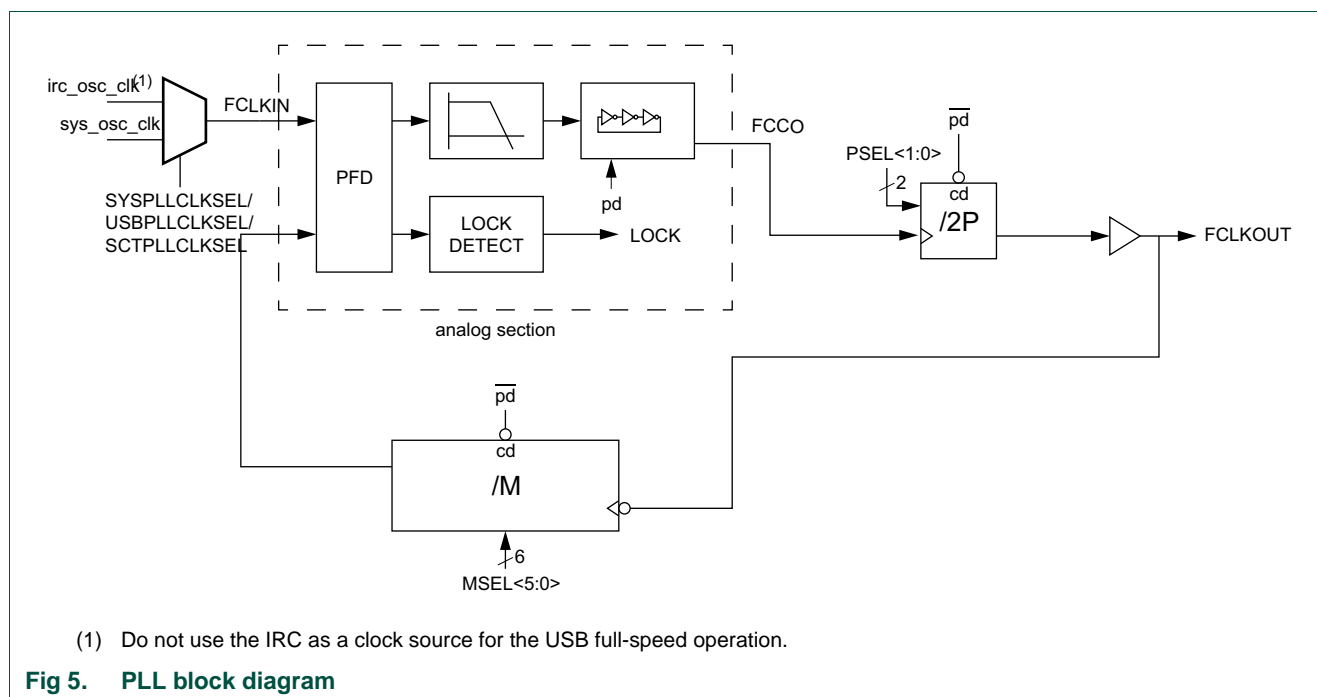 irc_osc_clk(1)
sys_osc_clk
FCLKIN
SYSPLLCLKSEL/
USBPLLCLKSEL/
SCTPLLCLKSEL
PFD
LOCK
DETECT
pd
LOCK
analog section
FCCO
PSEL<1:0>
2
pd
cd
/2P
FCLKOUT
pd
cd
/M
6
MSEL<5:0>
(1) Do not use the IRC as a clock source for the USB full-speed operation.
Fig 5. PLL block diagram